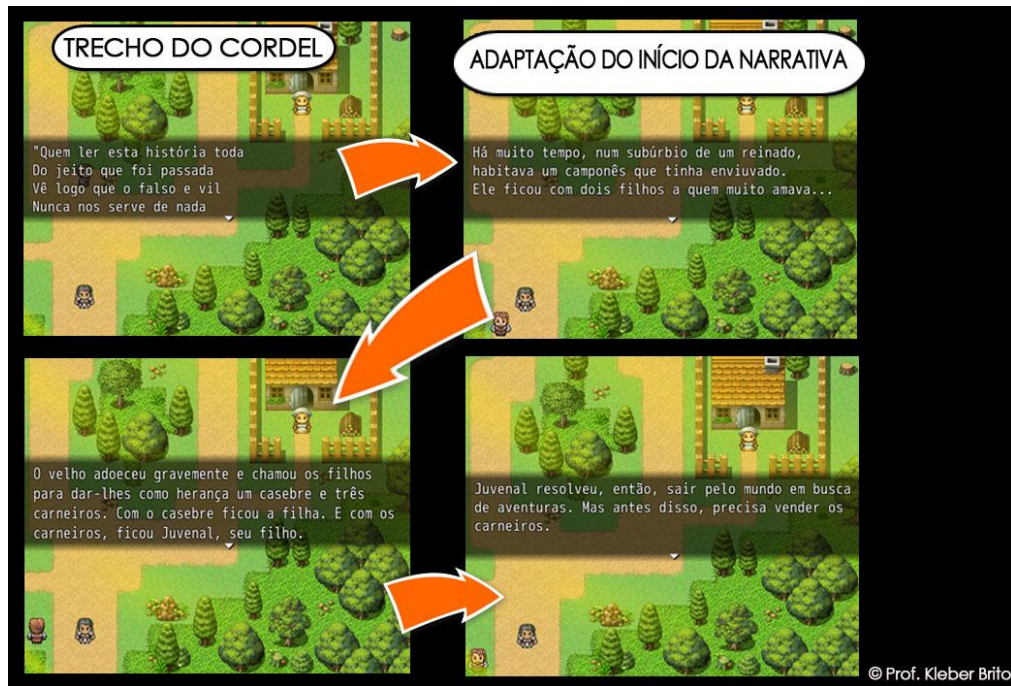 TRECHO DO CORDEL
"Quem ler esta história toda
Do jeito que foi passada
Vê logo que o falso e vil
Nunca nos serve de nada
ADAPTAÇÃO DO INÍCIO DA NARRATIVA
Há muito tempo, num subúrbio de um reinado,
habitava um camponês que tinha enviuvado.
Ele ficou com dois filhos a quem muito amava...
O velho adoeceu gravemente e chamou os filhos
para dar-lhes como herança um casebre e três
carneiros. Com o casebre ficou a filha. E com os
carneiros, ficou Juvenal, seu filho.
Juvenal resolveu, então, sair pelo mundo em busca
de aventuras. Mas antes disso, precisa vender os
carneiros.
© Prof. Kleber Brito